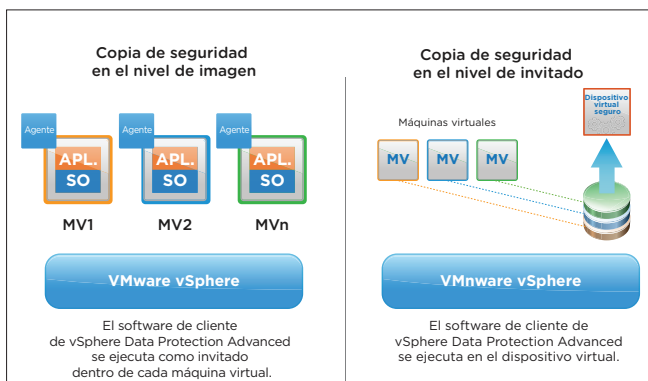 Copia de seguridad
en el nivel de imagen
Agente
APL.
SO
MV1
Agente
APL.
SO
MV2
Agente
APL.
SO
MVn
VMware vSphere
El software de cliente
de vSphere Data Protection Advanced
se ejecuta como invitado
dentro de cada máquina virtual.
Copia de seguridad
en el nivel de invitado
Dispositivo
virtual
seguro
Máquinas virtuales
MV
MV
MV
VMnware vSphere
El software de cliente de
vSphere Data Protection Advanced
se ejecuta en el dispositivo virtual.